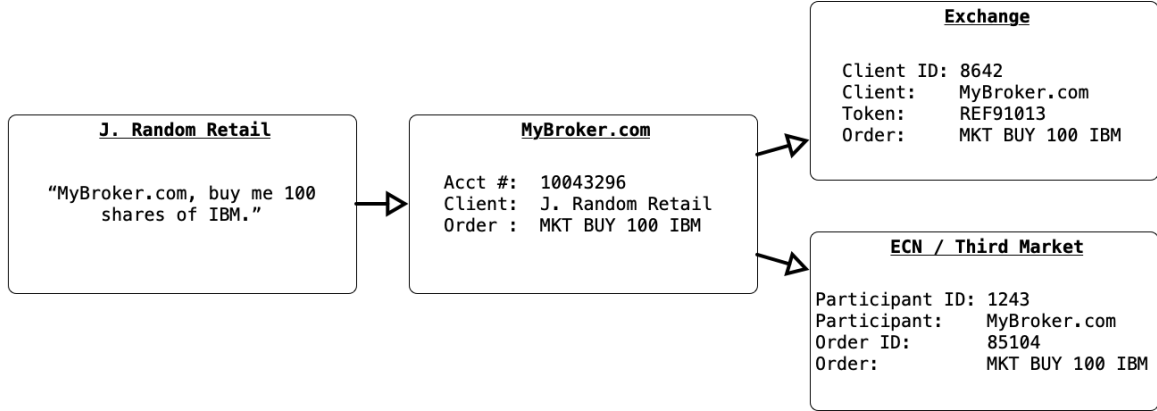 J. Random Retail
“MyBroker.com, buy me 100
shares of IBM.”
MyBroker.com
Acct #: 10043296
Client: J. Random Retail
Order : MKT BUY 100 IBM
Exchange
Client ID: 8642
Client: MyBroker.com
Token: REF91013
Order: MKT BUY 100 IBM
ECN / Third Market
Participant ID: 1243
Participant: MyBroker.com
Order ID: 85104
Order: MKT BUY 100 IBM